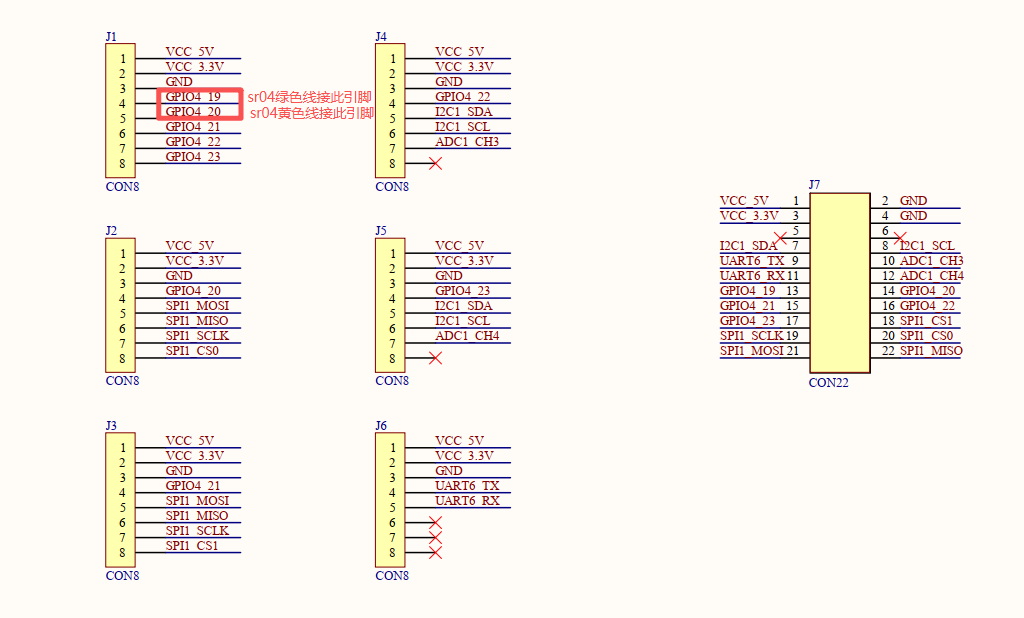 J1
1 VCC_5V
2 VCC_3.3V
3 GND
4 GPIO4_19 sr04绿色线接此引脚
5 GPIO4_20 sr04黄色线接此引脚
6 GPIO4_21
7 GPIO4_22
8 GPIO4_23
CON8
J4
1 VCC_5V
2 VCC_3.3V
3 GND
4 GPIO4_22
5 I2C1_SDA
6 I2C1_SCL
7 ADC1_CH3
8
CON8
J2
1 VCC_5V
2 VCC_3.3V
3 GND
4 GPIO4_20
5 SPI1_MOSI
6 SPI1_MISO
7 SPI1_SCLK
8 SPI1_CS0
CON8
J5
1 VCC_5V
2 VCC_3.3V
3 GND
4 GPIO4_23
5 I2C1_SDA
6 I2C1_SCL
7 ADC1_CH4
8
CON8
J3
1 VCC_5V
2 VCC_3.3V
3 GND
4 GPIO4_21
5 SPI1_MOSI
6 SPI1_MISO
7 SPI1_SCLK
8 SPI1_CS1
CON8
J6
1 VCC_5V
2 VCC_3.3V
3 GND
4 UART6_TX
5 UART6_RX
6
7
8
CON8
J7
VCC_5V 1 2 GND
VCC_3.3V 3 4 GND
5 6
I2C1_SDA 7 8 I2C1_SCL
UART6_TX 9 10 ADC1_CH3
UART6_RX 11 12 ADC1_CH4
GPIO4_19 13 14 GPIO4_20
GPIO4_21 15 16 GPIO4_22
GPIO4_23 17 18 SPI1_CS1
SPI1_SCLK 19 20 SPI1_CS0
SPI1_MOSI 21 22 SPI1_MISO
CON22